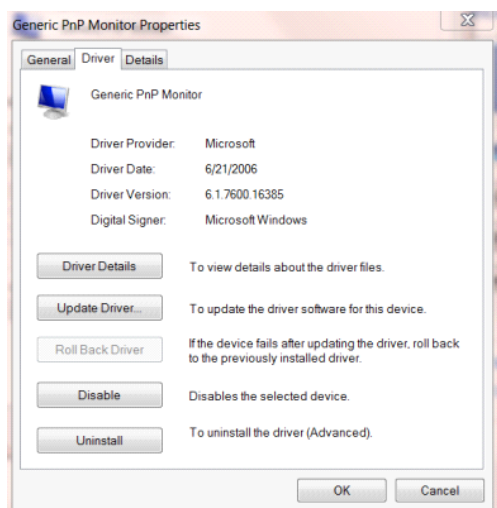 Generic PnP Monitor Properties
General Driver Details
Generic PnP Monitor
Driver Provider: Microsoft
Driver Date: 6/21/2006
Driver Version: 6.1.7600.16385
Digital Signer: Microsoft Windows
Driver Details To view details about the driver files.
Update Driver... To update the driver software for this device.
Roll Back Driver If the device fails after updating the driver, roll back
to the previously installed driver.
Disable Disables the selected device.
Uninstall To uninstall the driver (Advanced).
OK Cancel